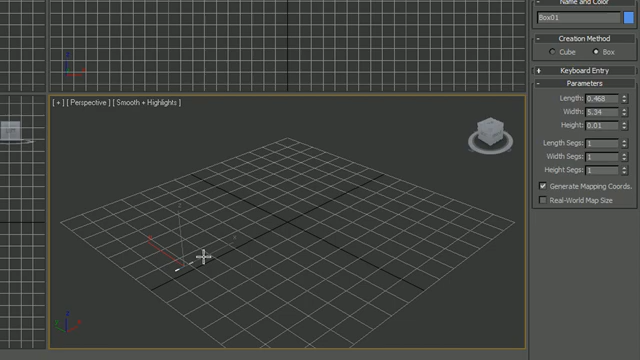 Name and Color
Box01
Creation Method
Cube
Box
+ Keyboard Entry
- Parameters
[ + ] [ Perspective ] [ Smooth + Highlights ]
Length: 0.468
Width: 5.34
Height: 0.01
Length Segs: 1
Width Segs: 1
Height Segs: 1
Generate Mapping Coords.
Real-World Map Size